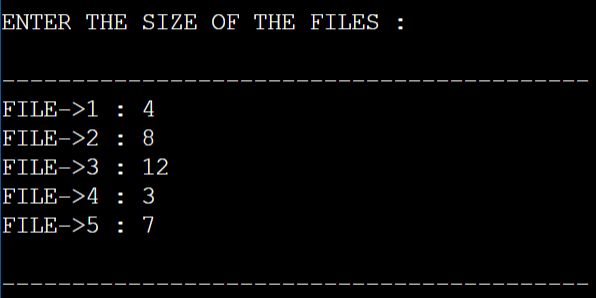 ENTER THE SIZE OF THE FILES :
------------------------------------------
FILE->1 : 4
FILE->2 : 8
FILE->3 : 12
FILE->4 : 3
FILE->5 : 7
------------------------------------------